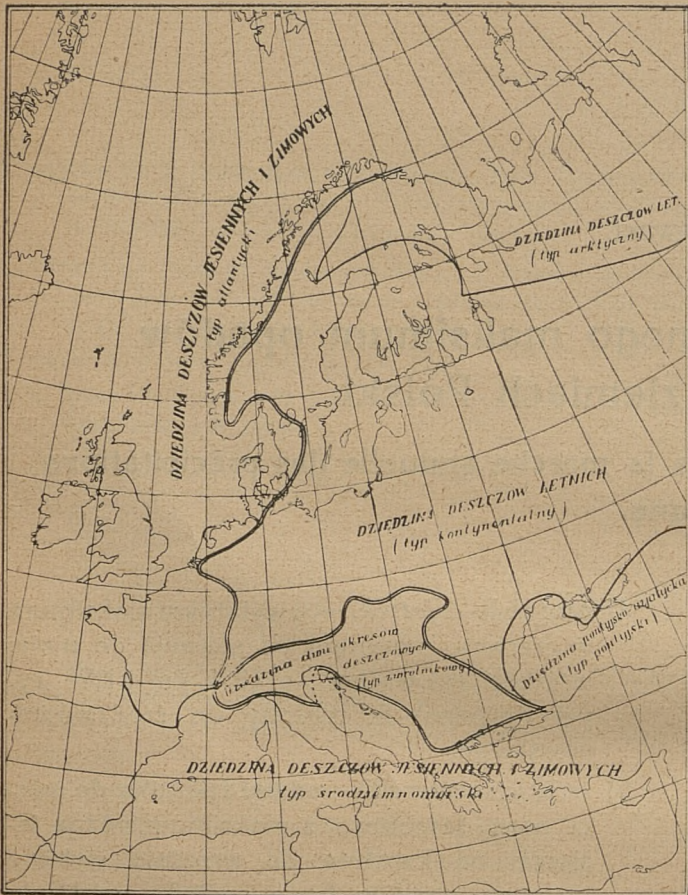 DZIEDZINA DESZCZÓW JESIENNYCH I ZIMOWYCH
typ atlantycki
DZIEDZINA DESZCZÓW LET.
(typ arktyczny)
DZIEDZINA DESZCZÓW LETNICH
(typ kontynentalny)
Dziedzina dwu okresów
deszczowych
(typ zwrotnikowy)
Dziedzina pontyjsko-azjatycka
(typ pontyjski)
DZIEDZINA DESZCZÓW JESIENNYCH I ZIMOWYCH
typ śródziemnomorski